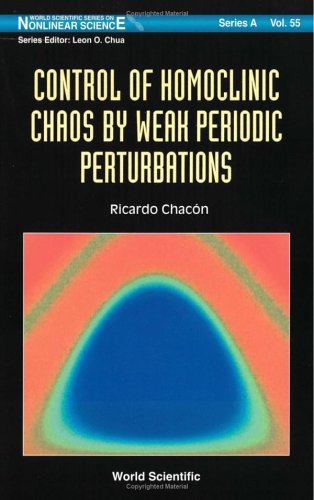 WORLD SCIENTIFIC SERIES ON
NONLINEAR SCIENCE
Series A Vol. 55
Series Editor: Leon O. Chua
CONTROL OF HOMOCLINIC
CHAOS BY WEAK PERIODIC
PERTURBATIONS
Ricardo Chacón
World Scientific